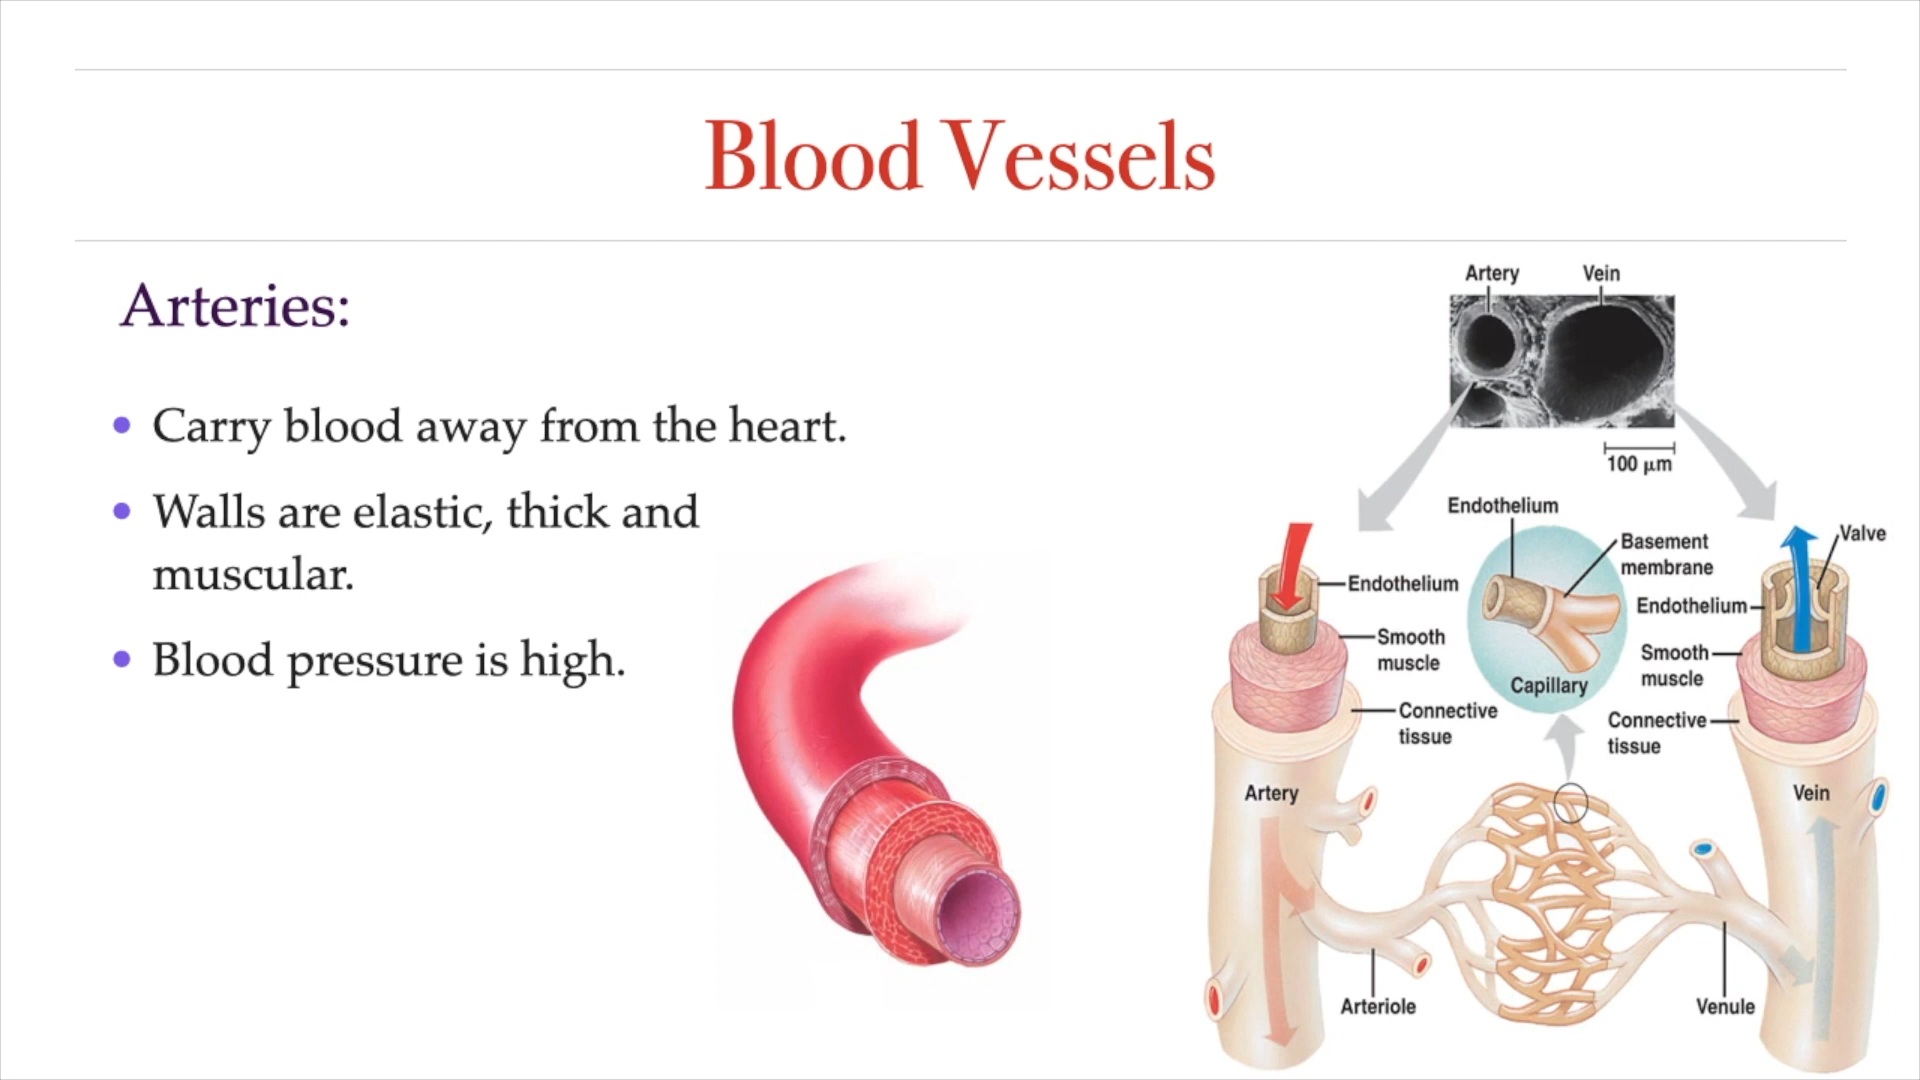 Blood Vessels
Arteries:
• Carry blood away from the heart.
• Walls are elastic, thick and
muscular.
• Blood pressure is high.
Artery
Vein
100 µm
Endothelium
Basement
membrane
Capillary
Endothelium
Smooth
muscle
Connective
tissue
Valve
Endothelium
Smooth
muscle
Connective
tissue
Artery
Vein
Arteriole
Venule